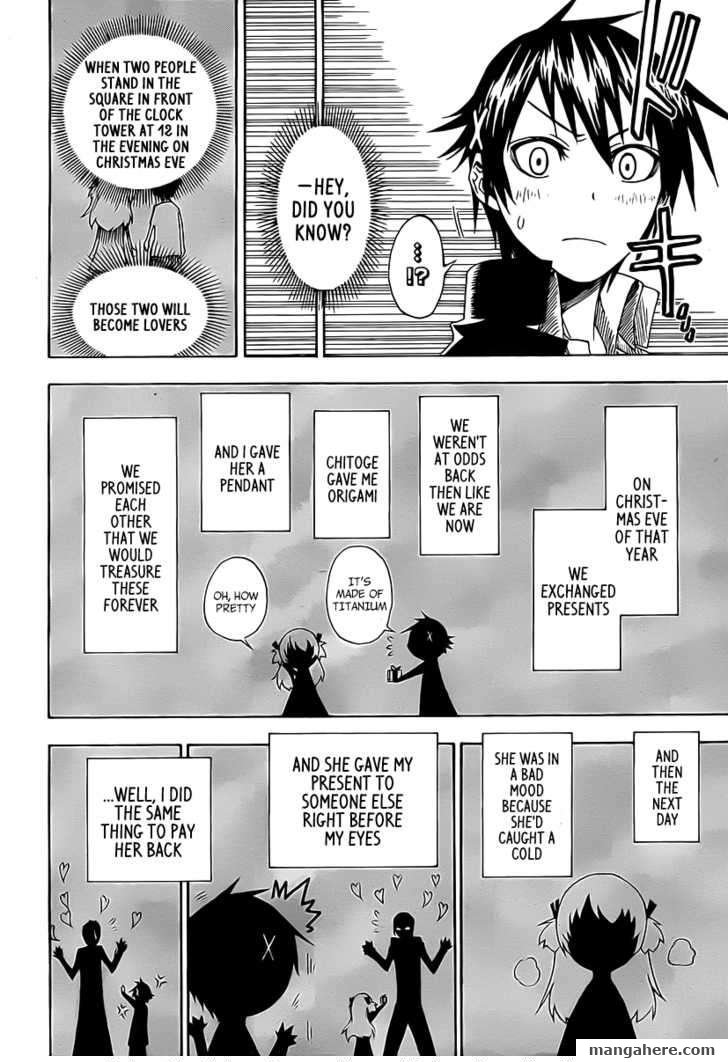 ド
キ
...
!?
—HEY,
DID YOU
KNOW?
WHEN TWO PEOPLE
STAND IN THE
SQUARE IN FRONT
OF THE CLOCK
TOWER AT 12 IN
THE EVENING ON
CHRISTMAS EVE
THOSE TWO WILL
BECOME LOVERS
ON
CHRIST-
MAS EVE
OF THAT
YEAR
WE
EXCHANGED
PRESENTS
WE
WEREN'T
AT ODDS
BACK
THEN LIKE
WE ARE
NOW
CHITOGE
GAVE ME
ORIGAMI
IT'S
MADE OF
TITANIUM
AND I GAVE
HER A
PENDANT
OH, HOW
PRETTY
WE
PROMISED
EACH
OTHER THAT
WE WOULD
TREASURE
THESE
FOREVER
AND
THEN
THE NEXT
DAY
SHE WAS IN
A BAD
MOOD
BECAUSE
SHE'D
CAUGHT A
COLD
AND SHE GAVE MY
PRESENT TO
SOMEONE ELSE
RIGHT BEFORE
MY EYES
...WELL, I DID
THE SAME
THING TO PAY
HER BACK
mangahere.com